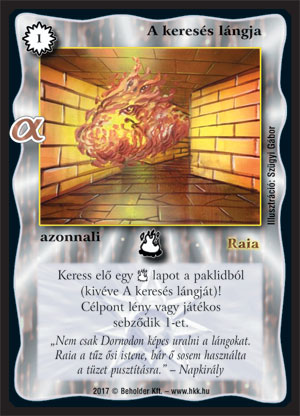 1
A keresés lángja
α
Illusztráció: Szügyi Gábor
azonnali
Raia
Keress elő egy lapot a paklidból
(kivéve A keresés lángját)!
Célpont lény vagy játékos
sebződik 1-et.
„Nem csak Dornodon képes uralni a lángokat.
Raia a tűz ősi istene, bár ő sosem használta
a tüzet pusztításra.” – Napkirály
2017 © Beholder Kft. – www.hkk.hu